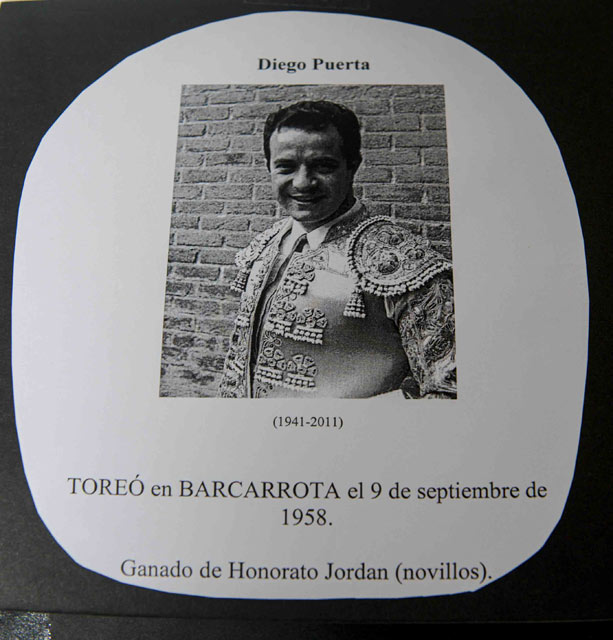 Diego Puerta
(1941-2011)
TOREÓ en BARCARROTA el 9 de septiembre de
1958.
Ganado de Honorato Jordan (novillos).